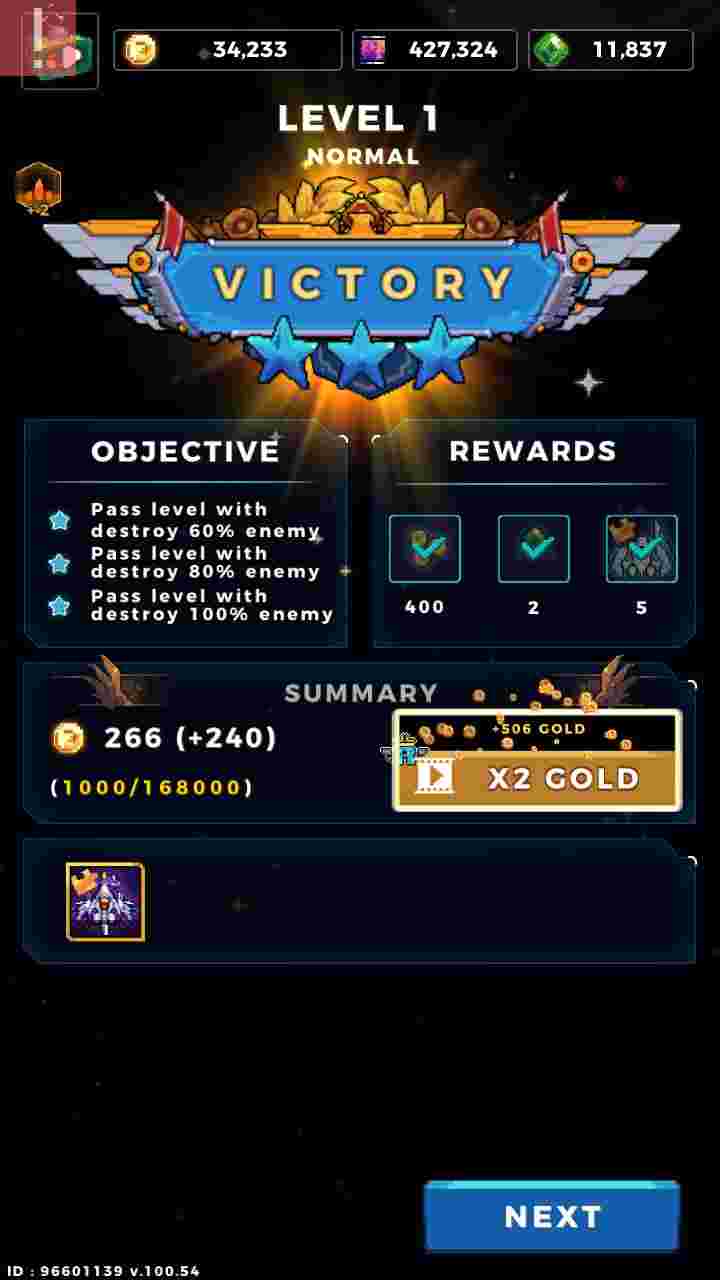 34,233 427,324 11,837
LEVEL 1
NORMAL
+2
VICTORY
OBJECTIVE
Pass level with
destroy 60% enemy
Pass level with
destroy 80% enemy
Pass level with
destroy 100% enemy
REWARDS
400 2 5
SUMMARY
266 (+240)
(1000/168000)
+506 GOLD
X2 GOLD
NEXT
ID : 96601139 v.100.54